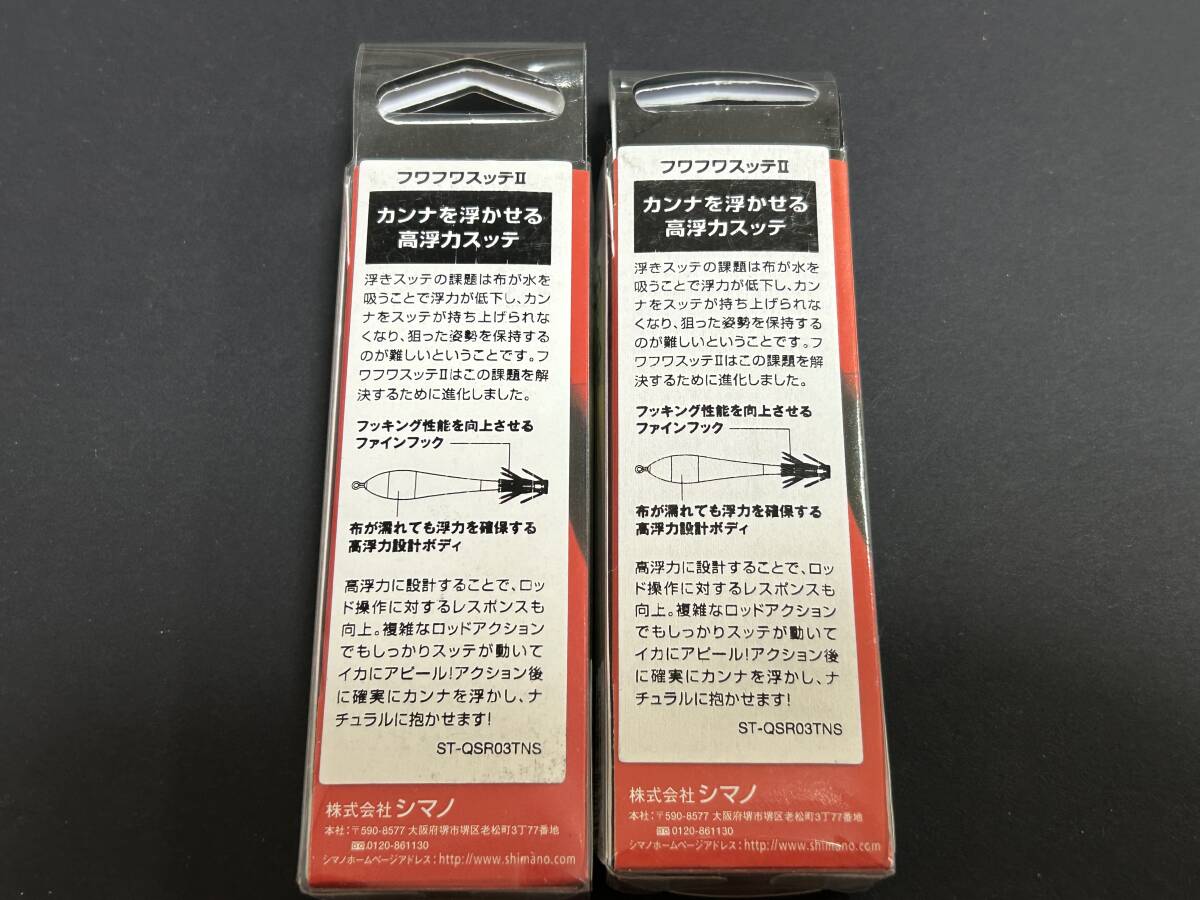 フワフワスッテⅡ
カンナを浮かせる
高浮力スッテ
浮きスッテの課題は布が水を
吸うことで浮力が低下し、カン
ナをスッテが持ち上げられな
くなり、狙った姿勢を保持する
のが難しいということです。フ
ワフワスッテⅡはこの課題を解
決するために進化しました。
フッキング性能を向上させる
ファインフック
布が濡れても浮力を確保する
高浮力設計ボディ
高浮力に設計することで、ロッ
ド操作に対するレスポンスも
向上。複雑なロッドアクション
でもしっかりスッテが動いて
イカにアピール!アクション後
に確実にカンナを浮かし、ナ
チュラルに抱かせます!
ST-QSR03TNS
株式会社シマノ
本社:〒590-8577 大阪府堺市堺区老松町3丁77番地
0120-861130
シマノホームページアドレス:http://www.shimano.com
フワフワスッテⅡ
カンナを浮かせる
高浮力スッテ
浮きスッテの課題は布が水を
吸うことで浮力が低下し、カン
ナをスッテが持ち上げられな
くなり、狙った姿勢を保持する
のが難しいということです。フ
ワフワスッテⅡはこの課題を解
決するために進化しました。
フッキング性能を向上させる
ファインフック
布が濡れても浮力を確保する
高浮力設計ボディ
高浮力に設計することで、ロッ
ド操作に対するレスポンスも
向上。複雑なロッドアクション
でもしっかりスッテが動いて
イカにアピール!アクション後
に確実にカンナを浮かし、ナ
チュラルに抱かせます!
ST-QSR03TNS
株式会社シマノ
本社:〒590-8577 大阪府堺市堺区老松町3丁77番地
0120-861130
シマノホームページアドレス:http://www.shimano.com